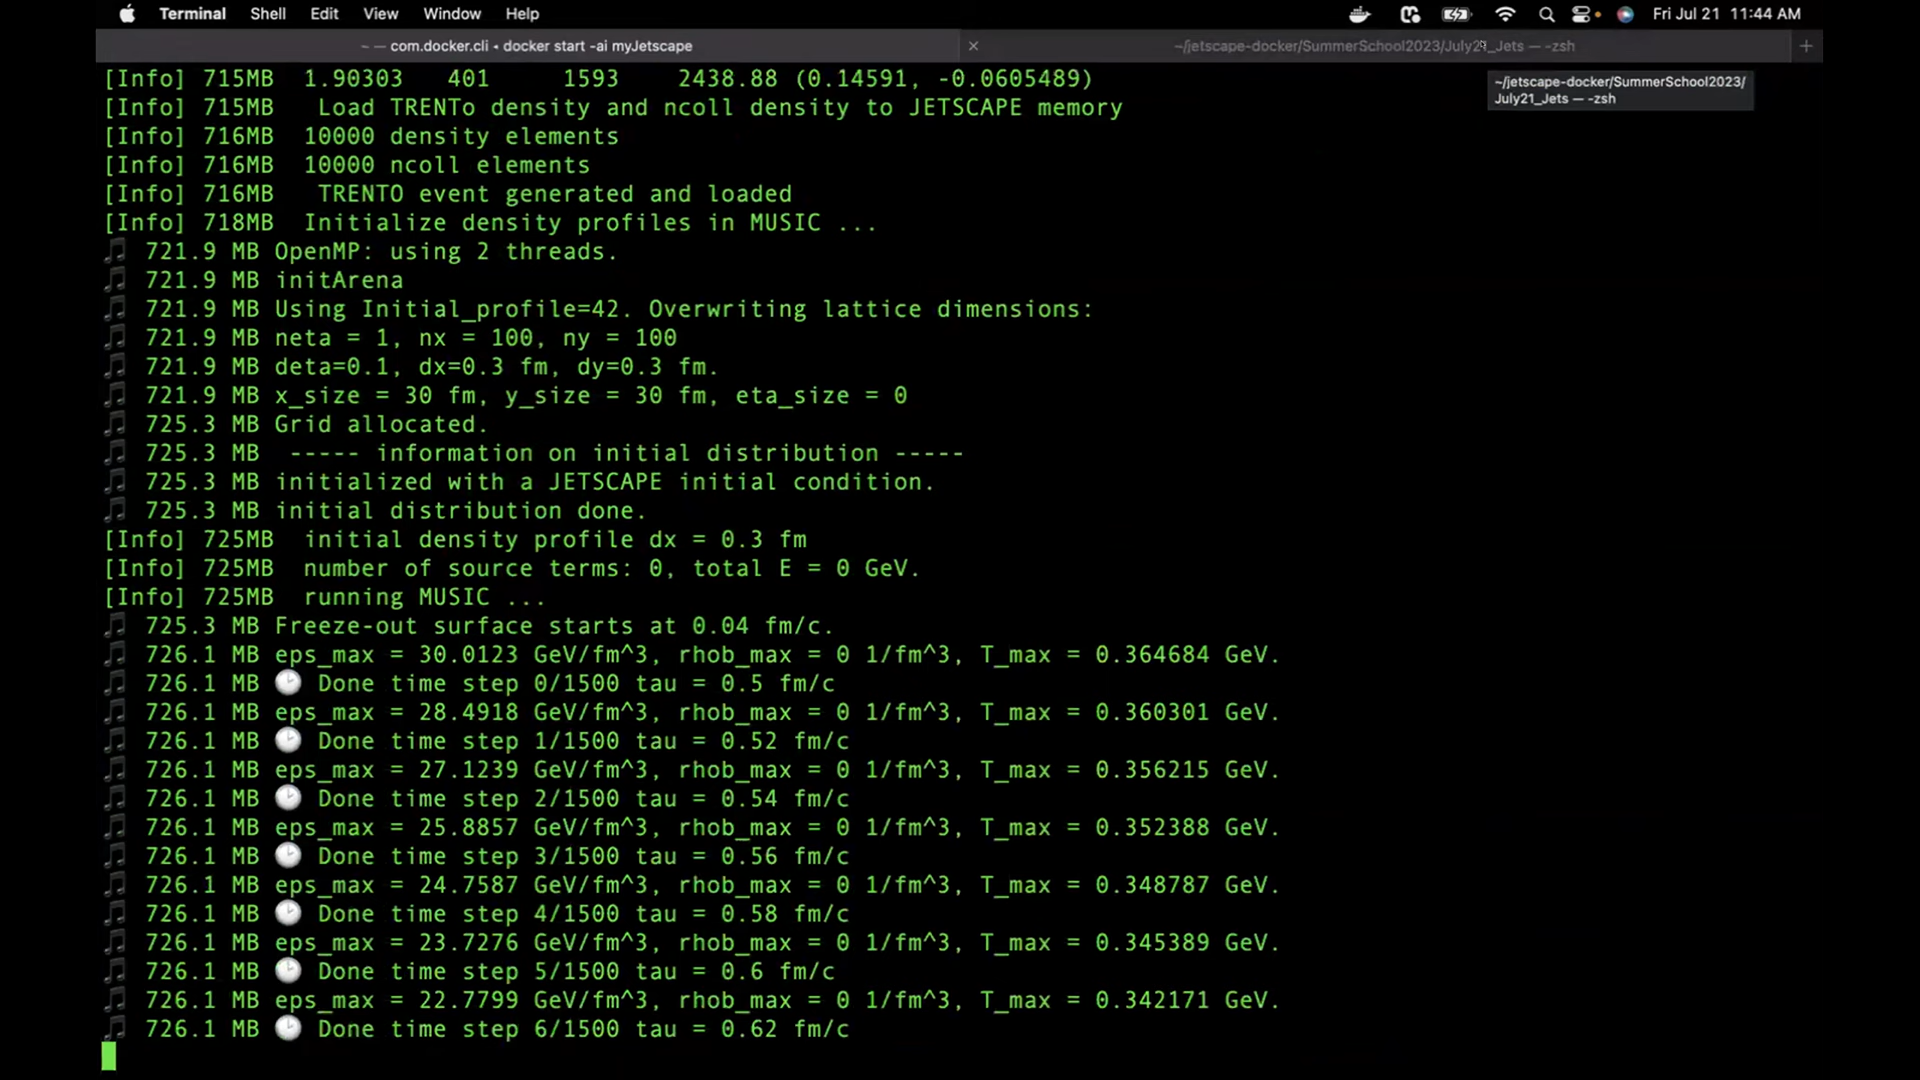 Terminal Shell Edit View Window Help Fri Jul 21 11:44 AM
~ — com.docker.cli ◂ docker start -ai myJetscape
~/jetscape-docker/SummerSchool2023/July21_Jets — -zsh
~/jetscape-docker/SummerSchool2023/
July21_Jets — -zsh
[Info] 715MB 1.90303 401 1593 2438.88 (0.14591, -0.0605489)
[Info] 715MB Load TRENTo density and ncoll density to JETSCAPE memory
[Info] 716MB 10000 density elements
[Info] 716MB 10000 ncoll elements
[Info] 716MB TRENTO event generated and loaded
[Info] 718MB Initialize density profiles in MUSIC ...
🎵 721.9 MB OpenMP: using 2 threads.
🎵 721.9 MB initArena
🎵 721.9 MB Using Initial_profile=42. Overwriting lattice dimensions:
🎵 721.9 MB neta = 1, nx = 100, ny = 100
🎵 721.9 MB deta=0.1, dx=0.3 fm, dy=0.3 fm.
🎵 721.9 MB x_size = 30 fm, y_size = 30 fm, eta_size = 0
🎵 725.3 MB Grid allocated.
🎵 725.3 MB ----- information on initial distribution -----
🎵 725.3 MB initialized with a JETSCAPE initial condition.
🎵 725.3 MB initial distribution done.
[Info] 725MB initial density profile dx = 0.3 fm
[Info] 725MB number of source terms: 0, total E = 0 GeV.
[Info] 725MB running MUSIC ...
🎵 725.3 MB Freeze-out surface starts at 0.04 fm/c.
🎵 726.1 MB eps_max = 30.0123 GeV/fm^3, rhob_max = 0 1/fm^3, T_max = 0.364684 GeV.
🎵 726.1 MB 🕑 Done time step 0/1500 tau = 0.5 fm/c
🎵 726.1 MB eps_max = 28.4918 GeV/fm^3, rhob_max = 0 1/fm^3, T_max = 0.360301 GeV.
🎵 726.1 MB 🕑 Done time step 1/1500 tau = 0.52 fm/c
🎵 726.1 MB eps_max = 27.1239 GeV/fm^3, rhob_max = 0 1/fm^3, T_max = 0.356215 GeV.
🎵 726.1 MB 🕑 Done time step 2/1500 tau = 0.54 fm/c
🎵 726.1 MB eps_max = 25.8857 GeV/fm^3, rhob_max = 0 1/fm^3, T_max = 0.352388 GeV.
🎵 726.1 MB 🕑 Done time step 3/1500 tau = 0.56 fm/c
🎵 726.1 MB eps_max = 24.7587 GeV/fm^3, rhob_max = 0 1/fm^3, T_max = 0.348787 GeV.
🎵 726.1 MB 🕑 Done time step 4/1500 tau = 0.58 fm/c
🎵 726.1 MB eps_max = 23.7276 GeV/fm^3, rhob_max = 0 1/fm^3, T_max = 0.345389 GeV.
🎵 726.1 MB 🕑 Done time step 5/1500 tau = 0.6 fm/c
🎵 726.1 MB eps_max = 22.7799 GeV/fm^3, rhob_max = 0 1/fm^3, T_max = 0.342171 GeV.
🎵 726.1 MB 🕑 Done time step 6/1500 tau = 0.62 fm/c